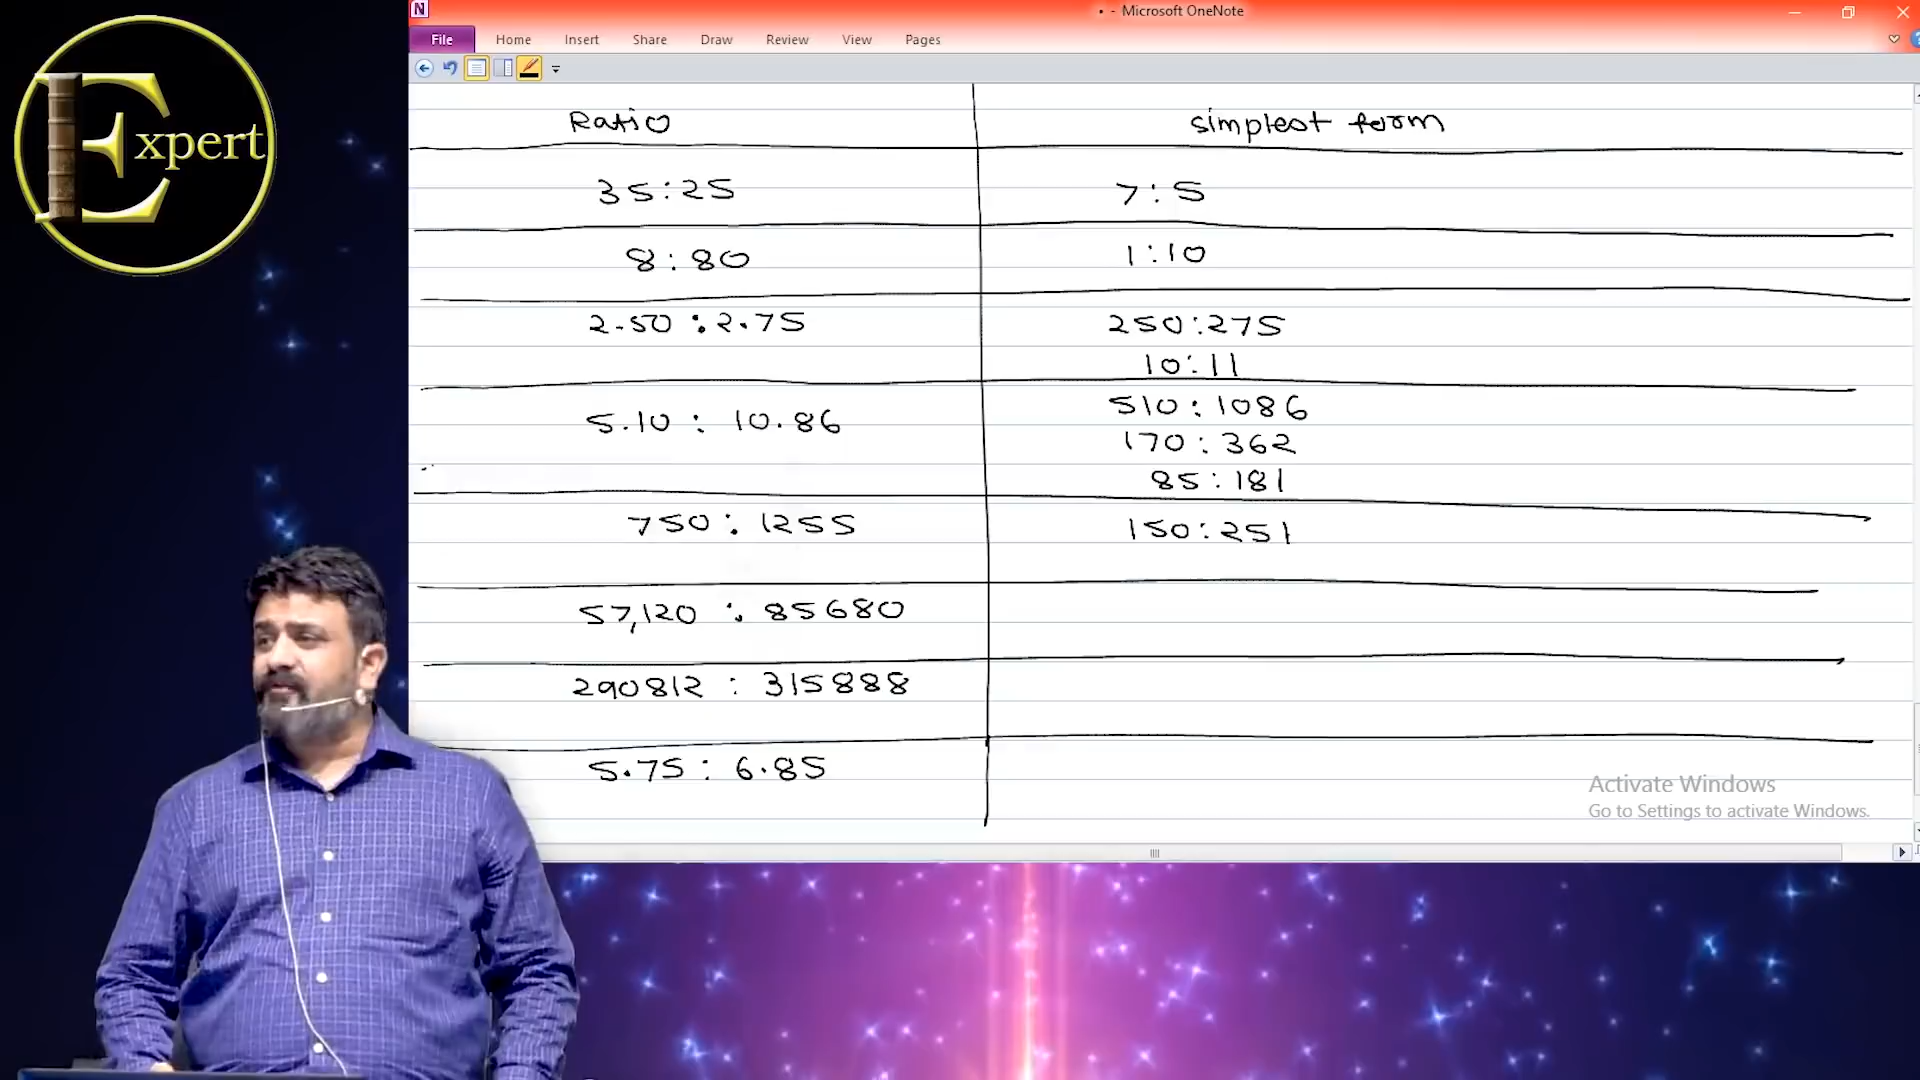 Expert
N
- Microsoft OneNote
File Home Insert Share Draw Review View Pages
Ratio simplest form
35:25 7:5
8:80 1:10
2.50 : 2.75 250:275
10:11
5.10 : 10.86 510:1086
170:362
85:181
750 : 1255 150:251
57,120 : 85680
290812 : 315888
5.75 : 6.85
Activate Windows
Go to Settings to activate Windows.